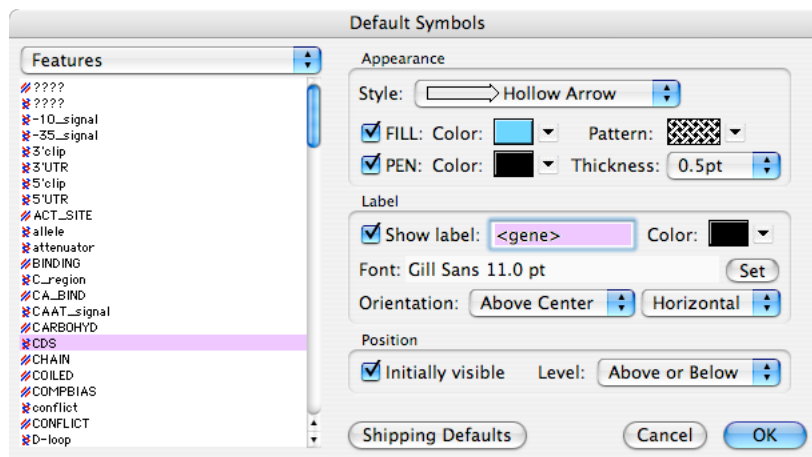 Default Symbols
Features
????
????
-10_signal
-35_signal
3'clip
3'UTR
5'clip
5'UTR
ACT_SITE
allele
attenuator
BINDING
C_region
CA_BIND
CAAT_signal
CARBOHYD
CDS
CHAIN
COILED
COMPBIAS
conflict
CONFLICT
D-loop
Appearance
Style: Hollow Arrow
FILL: Color: Pattern:
PEN: Color: Thickness: 0.5pt
Label
Show label: <gene> Color:
Font: Gill Sans 11.0 pt Set
Orientation: Above Center Horizontal
Position
Initially visible Level: Above or Below
Shipping Defaults Cancel OK